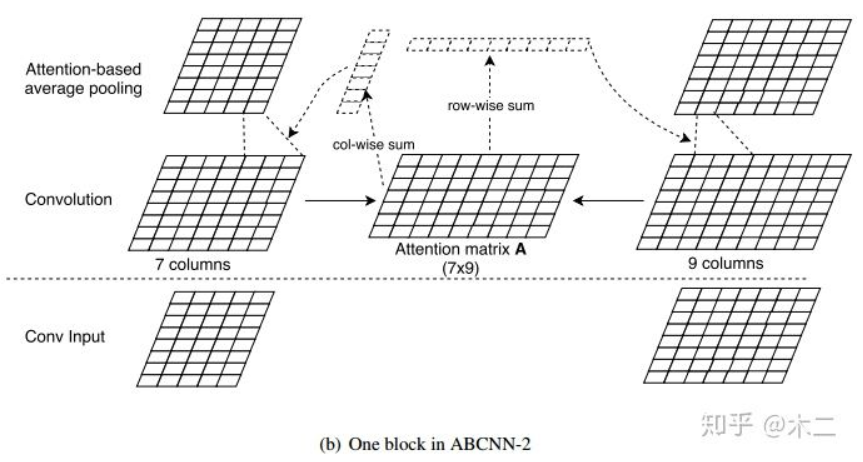 Attention-based
average pooling
row-wise sum
col-wise sum
Convolution
Attention matrix A
(7x9)
7 columns
9 columns
Conv Input
(b) One block in ABCNN-2
知乎 @木二